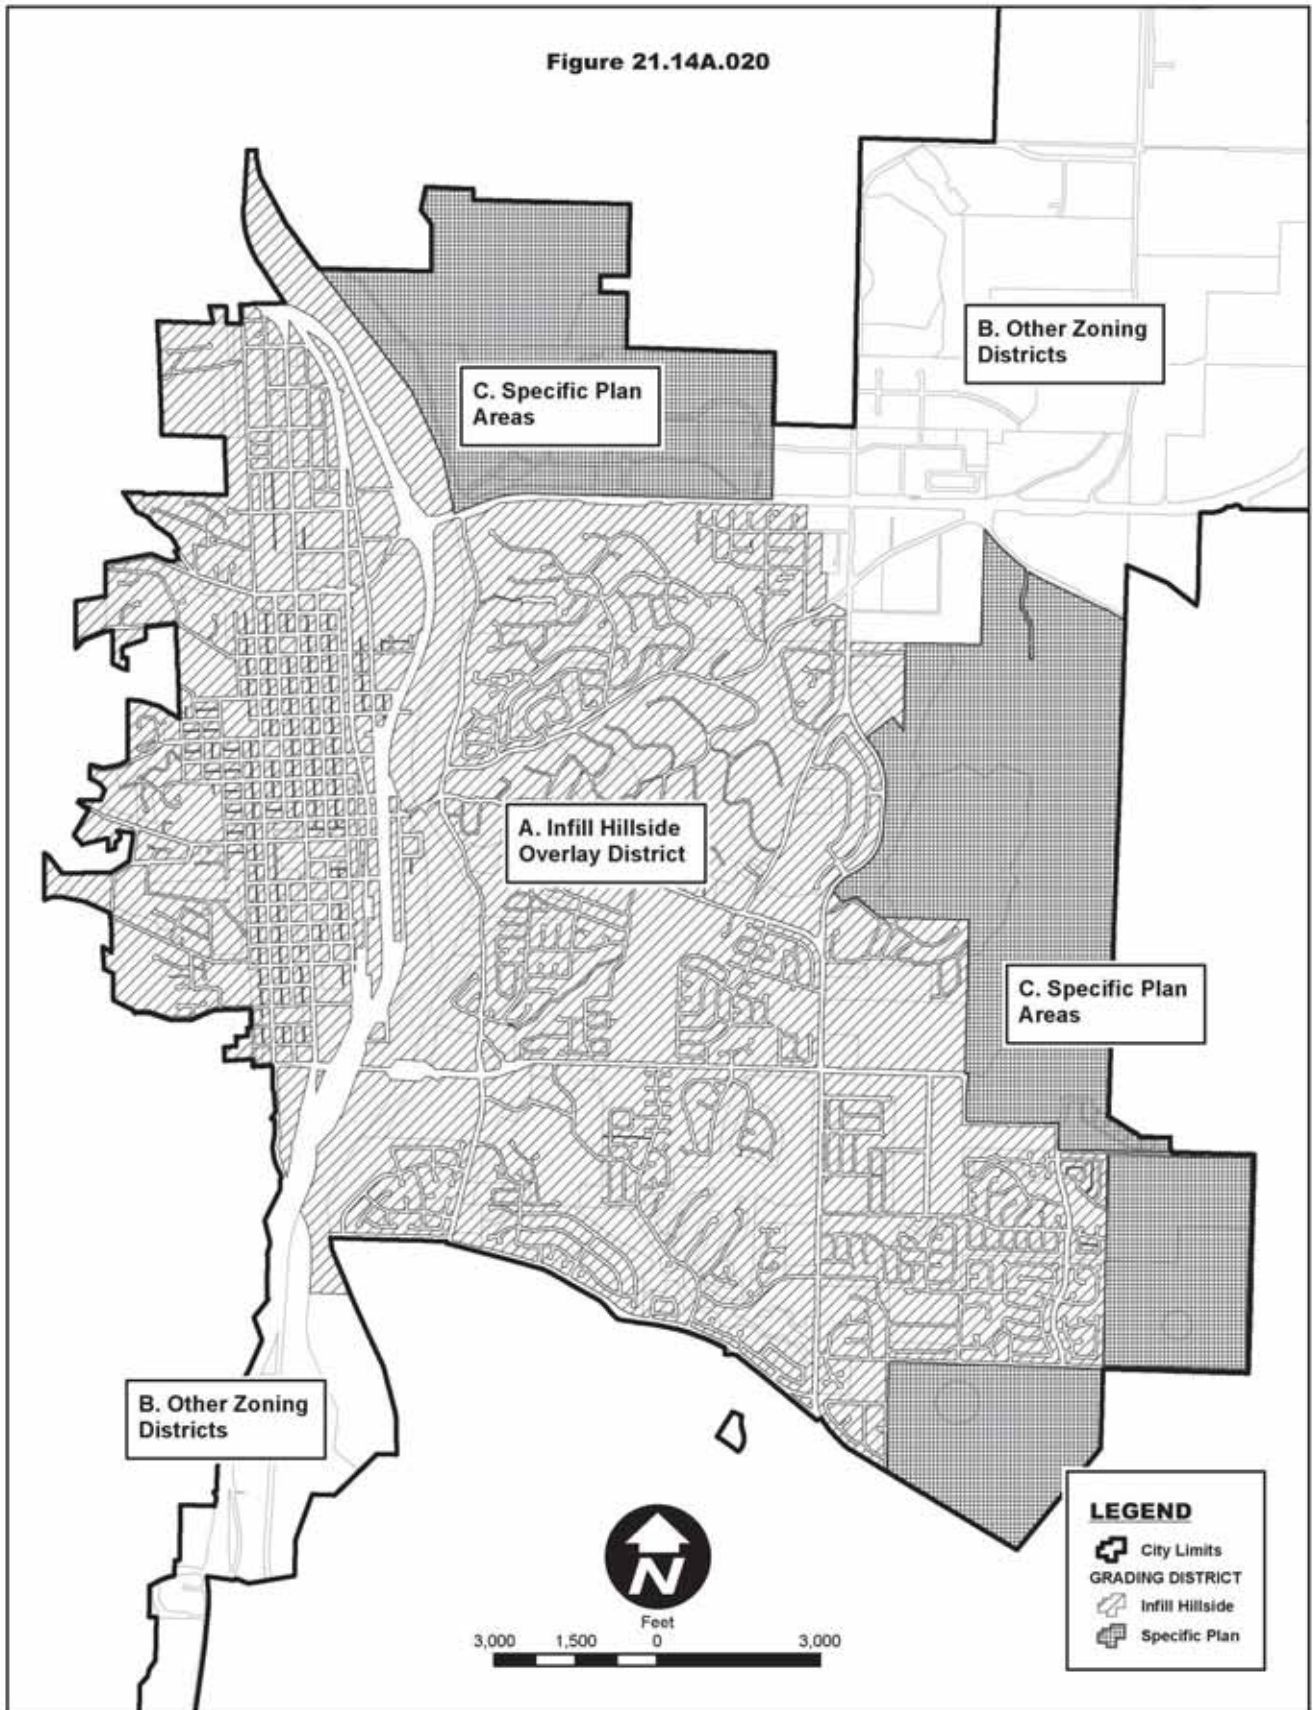 Figure 21.14A.020
B. Other Zoning
Districts
C. Specific Plan
Areas
A. Infill Hillside
Overlay District
C. Specific Plan
Areas
B. Other Zoning
Districts
LEGEND
City Limits
GRADING DISTRICT
Infill Hillside
Specific Plan
N
Feet
3,000 1,500 0 3,000